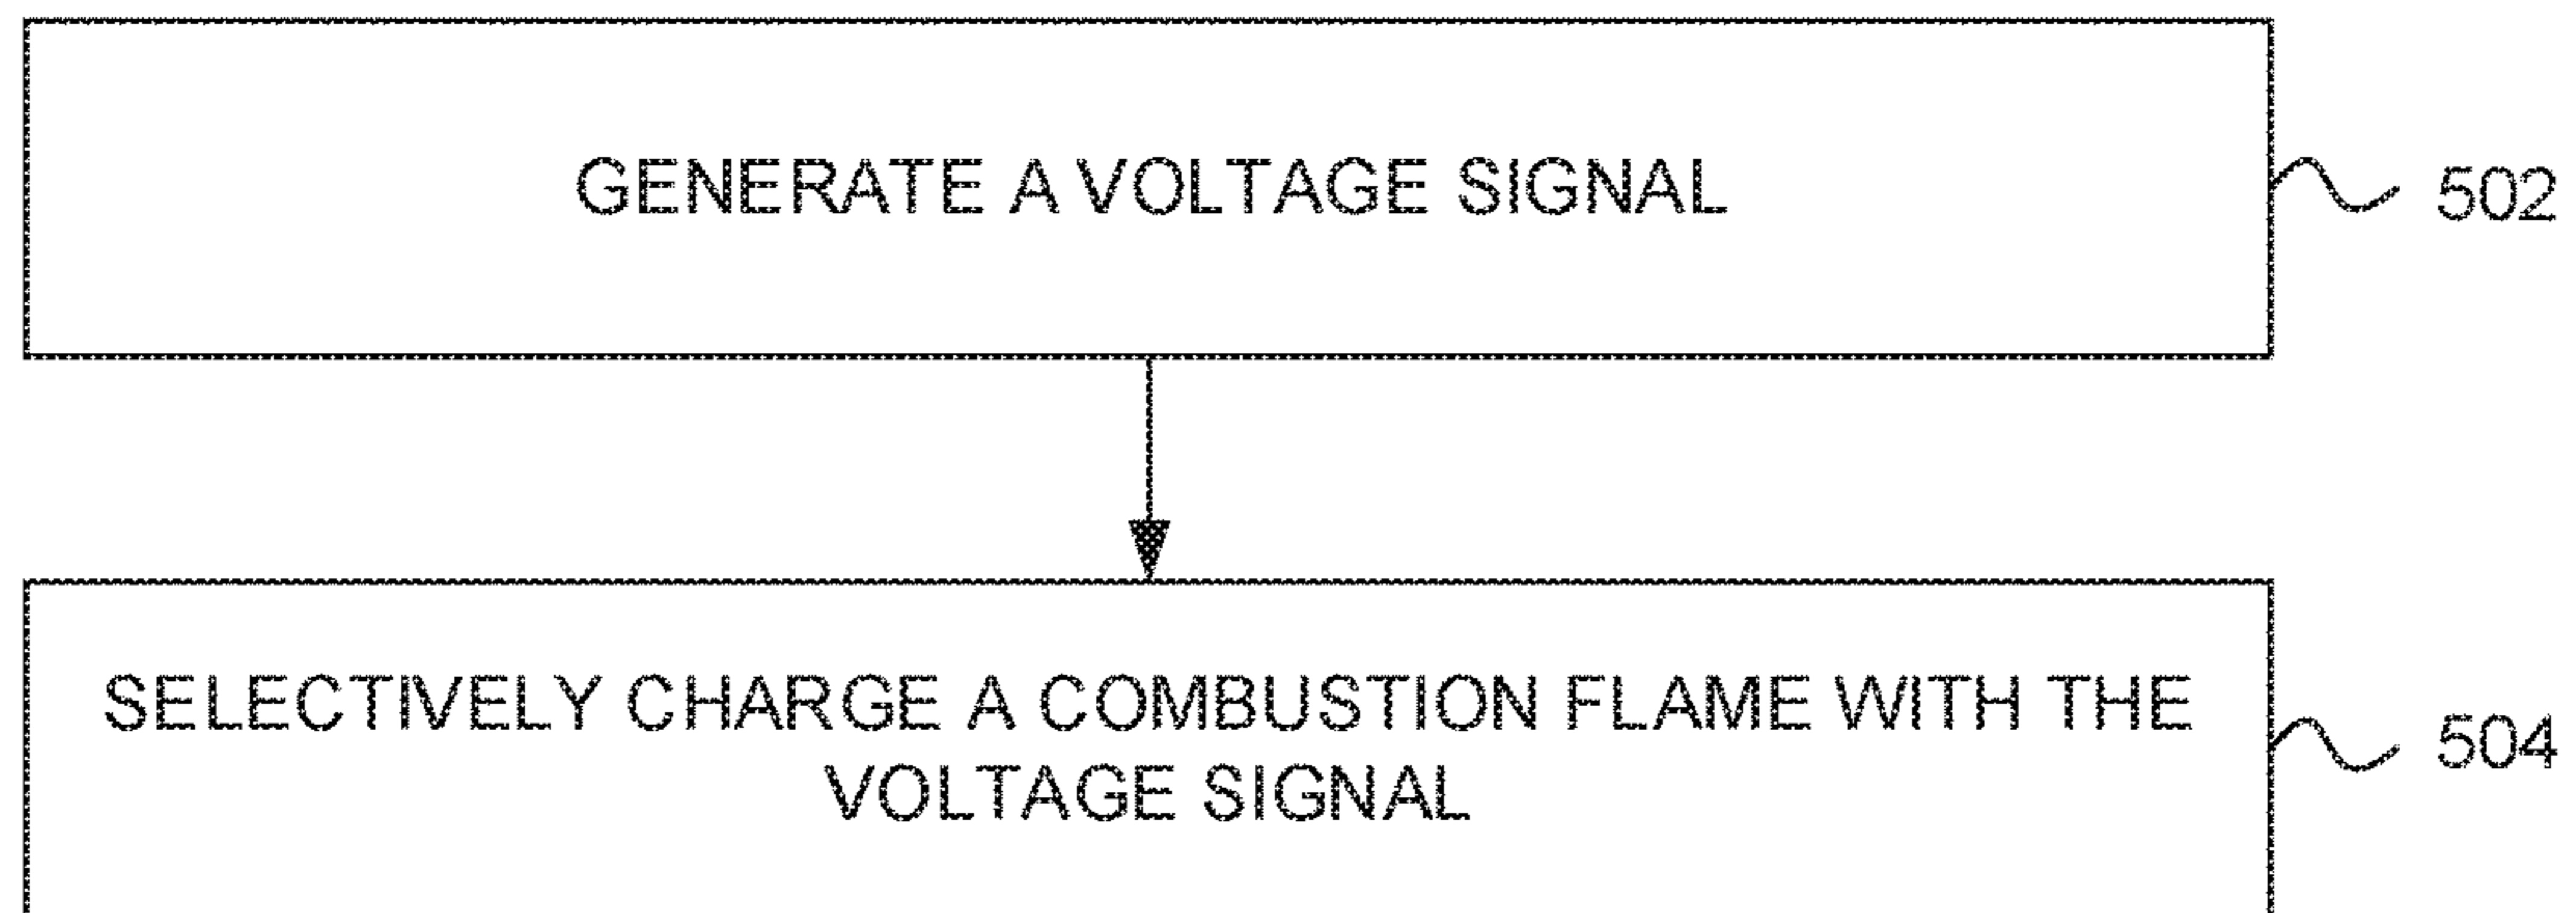 GENERATE A VOLTAGE SIGNAL
502
SELECTIVELY CHARGE A COMBUSTION FLAME WITH THE
VOLTAGE SIGNAL
504